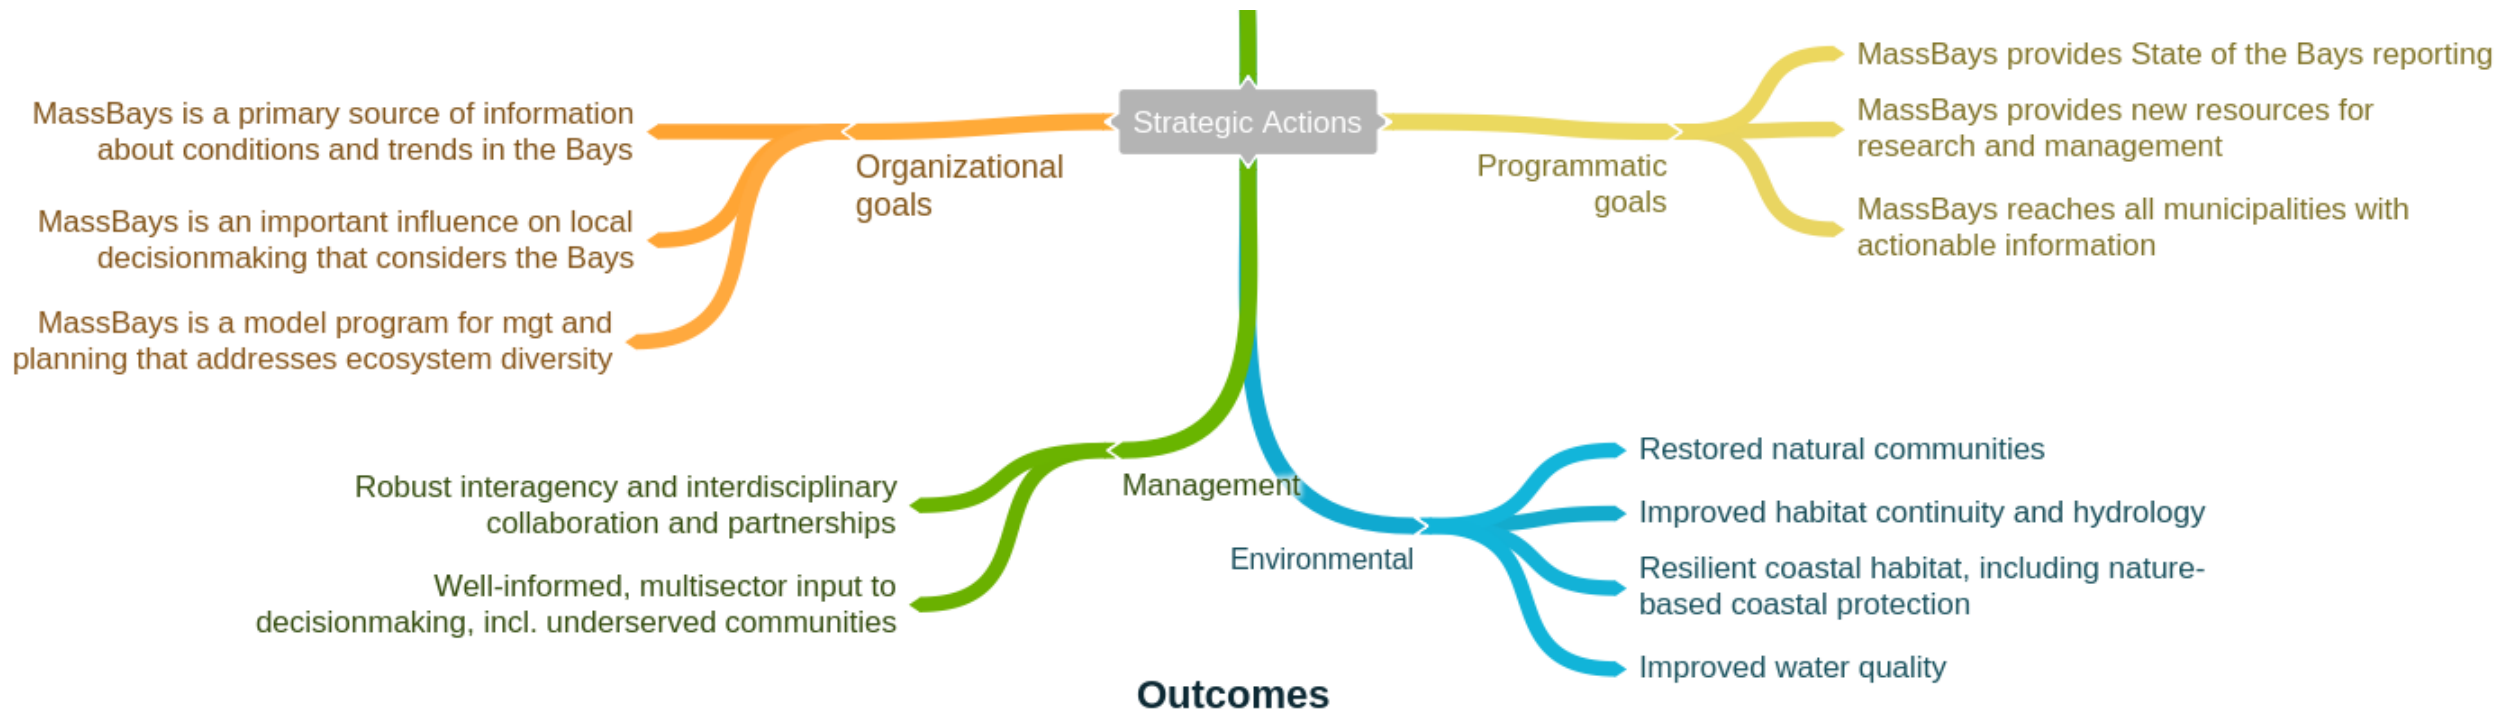 Strategic Actions
Organizational
goals
MassBays is a primary source of information
about conditions and trends in the Bays
MassBays is an important influence on local
decisionmaking that considers the Bays
MassBays is a model program for mgt and
planning that addresses ecosystem diversity
Programmatic
goals
MassBays provides State of the Bays reporting
MassBays provides new resources for
research and management
MassBays reaches all municipalities with
actionable information
Management
Robust interagency and interdisciplinary
collaboration and partnerships
Well-informed, multisector input to
decisionmaking, incl. underserved communities
Environmental
Restored natural communities
Improved habitat continuity and hydrology
Resilient coastal habitat, including nature-
based coastal protection
Improved water quality
Outcomes